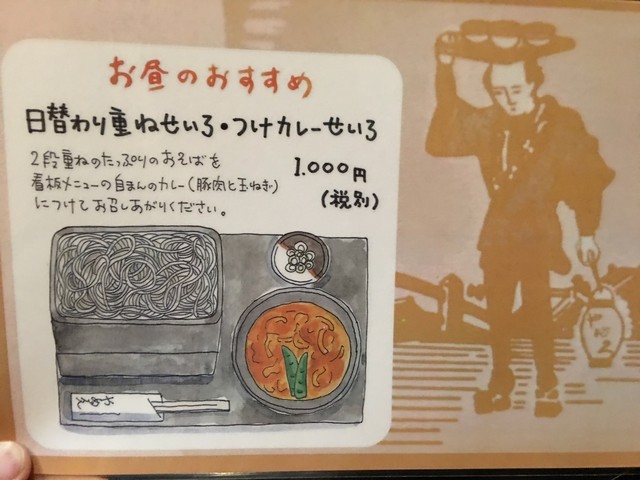 お昼のおすすめ
日替わり重ねせいろ・つけカレーせいろ
2段重ねのたっぷりのおそばを
看板メニューの自まんのカレー(豚肉と玉ねぎ)
につけてお召しあがりください。
1.000円
(税別)